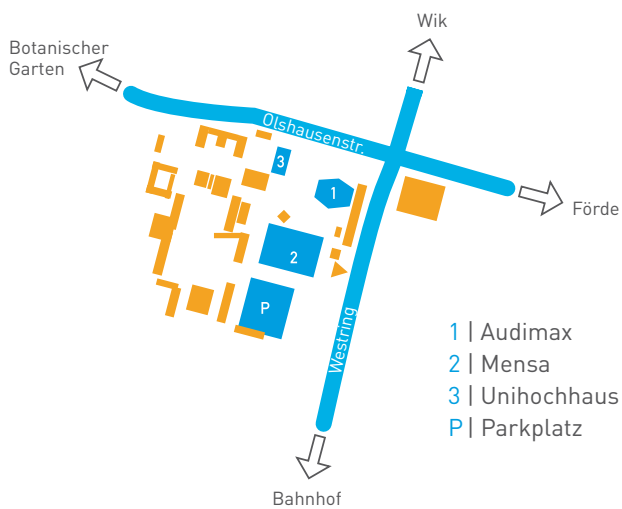 Wik
Botanischer
Garten
Olshausenstr.
3
1
Förde
2
P
Westring
1 | Audimax
2 | Mensa
3 | Unihochhaus
P | Parkplatz
Bahnhof